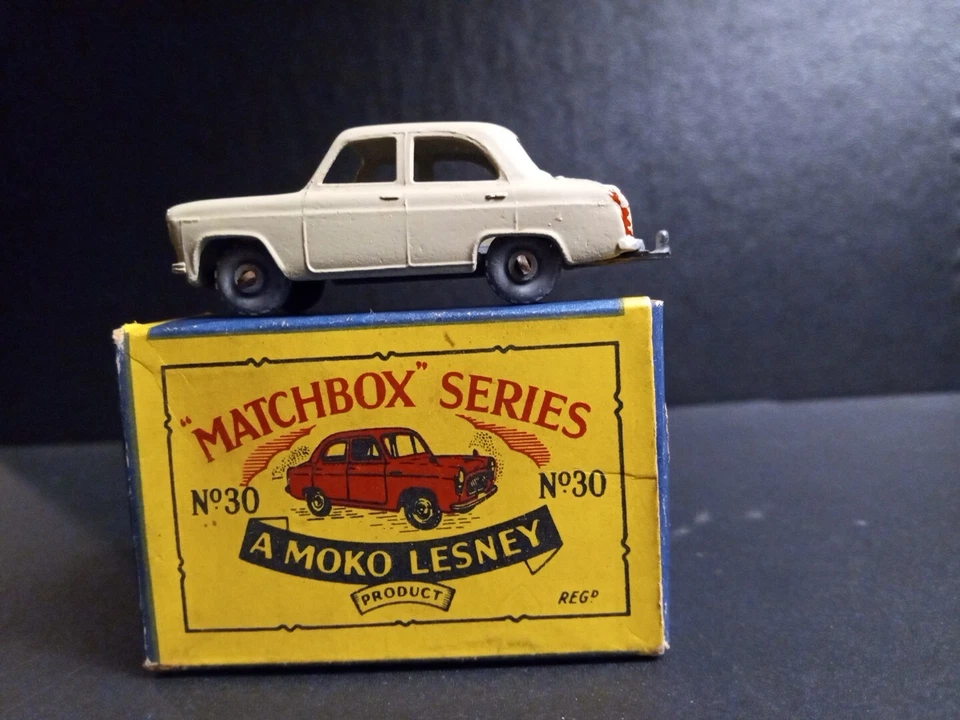 "MATCHBOX" SERIES
Nº30 Nº30
A MOKO LESNEY
PRODUCT
REGD